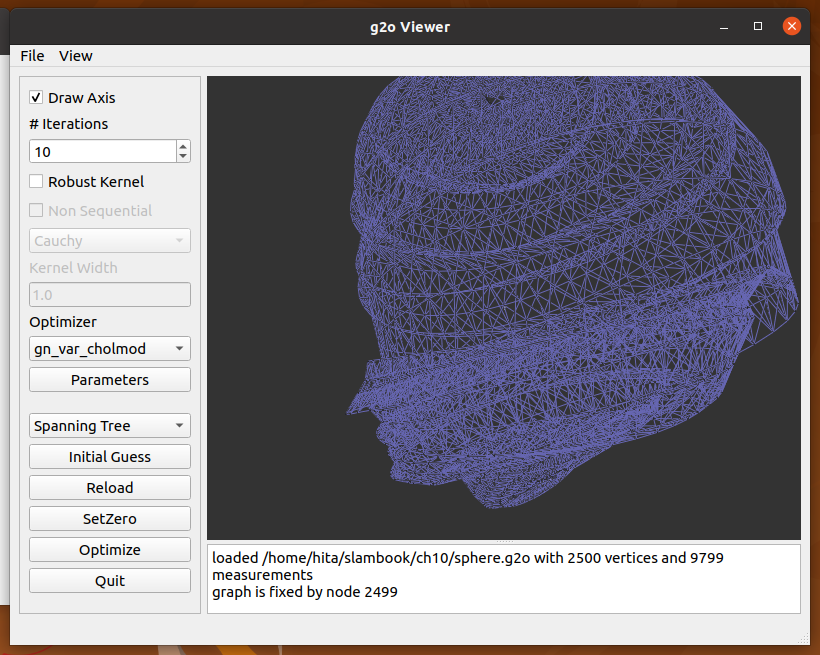 g2o Viewer
File View
Draw Axis
# Iterations
10
Robust Kernel
Non Sequential
Cauchy
Kernel Width
1.0
Optimizer
gn_var_cholmod
Parameters
Spanning Tree
Initial Guess
Reload
SetZero
Optimize
Quit
loaded /home/hita/slambook/ch10/sphere.g2o with 2500 vertices and 9799
measurements
graph is fixed by node 2499